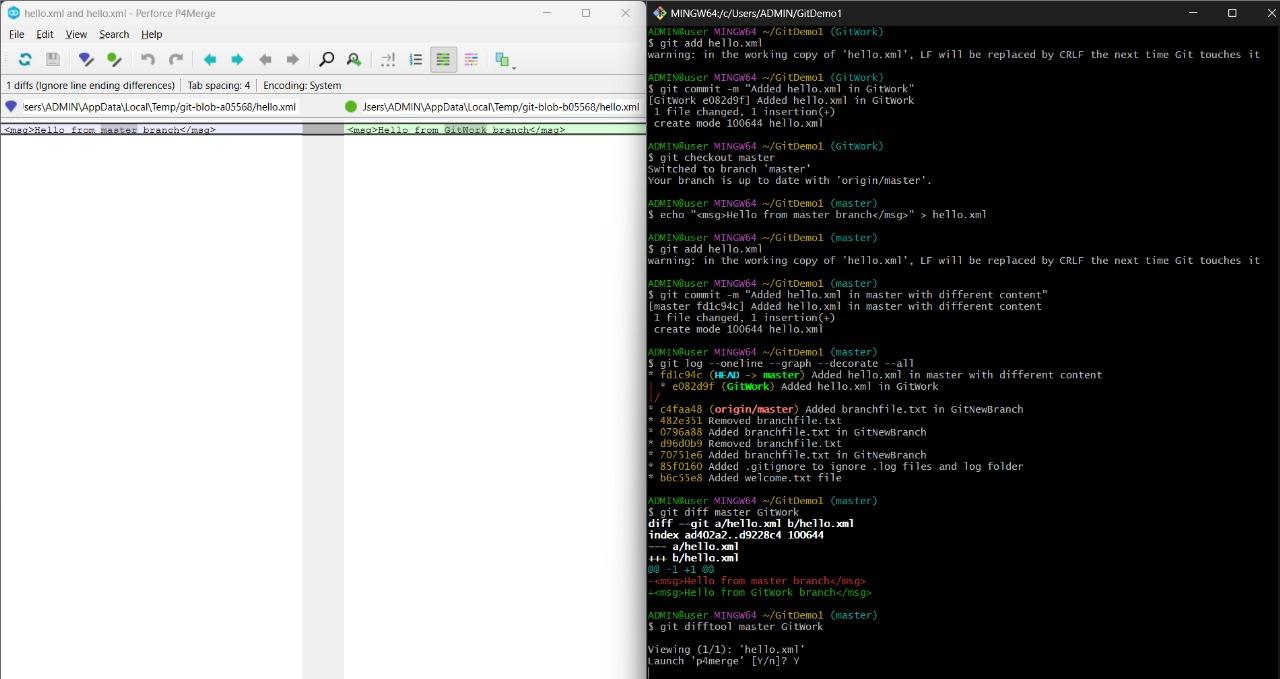 hello.xml and hello.xml - Perforce P4Merge
File Edit View Search Help
1 diffs (Ignore line ending differences) Tab spacing: 4 Encoding: System
Jsers\ADMIN\AppData\Local\Temp/git-blob-a05568/hello.xml
Jsers\ADMIN\AppData\Local\Temp/git-blob-b05568/hello.xml
<msg>Hello from master branch</msg>
<msg>Hello from GitWork branch</msg>
MINGW64:/c/Users/ADMIN/GitDemo1
ADMIN@user MINGW64 ~/GitDemo1 (GitWork)
$ git add hello.xml
warning: in the working copy of 'hello.xml', LF will be replaced by CRLF the next time Git touches it
ADMIN@user MINGW64 ~/GitDemo1 (GitWork)
$ git commit -m "Added hello.xml in GitWork"
[GitWork e082d9f] Added hello.xml in GitWork
1 file changed, 1 insertion(+)
create mode 100644 hello.xml
ADMIN@user MINGW64 ~/GitDemo1 (GitWork)
$ git checkout master
Switched to branch 'master'
Your branch is up to date with 'origin/master'.
ADMIN@user MINGW64 ~/GitDemo1 (master)
$ echo "<msg>Hello from master branch</msg>" > hello.xml
ADMIN@user MINGW64 ~/GitDemo1 (master)
$ git add hello.xml
warning: in the working copy of 'hello.xml', LF will be replaced by CRLF the next time Git touches it
ADMIN@user MINGW64 ~/GitDemo1 (master)
$ git commit -m "Added hello.xml in master with different content"
[master fd1c94c] Added hello.xml in master with different content
1 file changed, 1 insertion(+)
create mode 100644 hello.xml
ADMIN@user MINGW64 ~/GitDemo1 (master)
$ git log --oneline --graph --decorate --all
* fd1c94c (HEAD -> master) Added hello.xml in master with different content
| * e082d9f (GitWork) Added hello.xml in GitWork
|/
* c4faa48 (origin/master) Added branchfile.txt in GitNewBranch
* 482e351 Removed branchfile.txt
* 0796a88 Added branchfile.txt in GitNewBranch
* d96d0b9 Removed branchfile.txt
* 70751e6 Added branchfile.txt in GitNewBranch
* 85f0160 Added .gitignore to ignore .log files and log folder
* b6c55e8 Added welcome.txt file
ADMIN@user MINGW64 ~/GitDemo1 (master)
$ git diff master GitWork
diff --git a/hello.xml b/hello.xml
index ad402a2..d9228c4 100644
--- a/hello.xml
+++ b/hello.xml
@@ -1 +1 @@
-<msg>Hello from master branch</msg>
+<msg>Hello from GitWork branch</msg>
ADMIN@user MINGW64 ~/GitDemo1 (master)
$ git difftool master GitWork
Viewing (1/1): 'hello.xml'
Launch 'p4merge' [Y/n]? Y